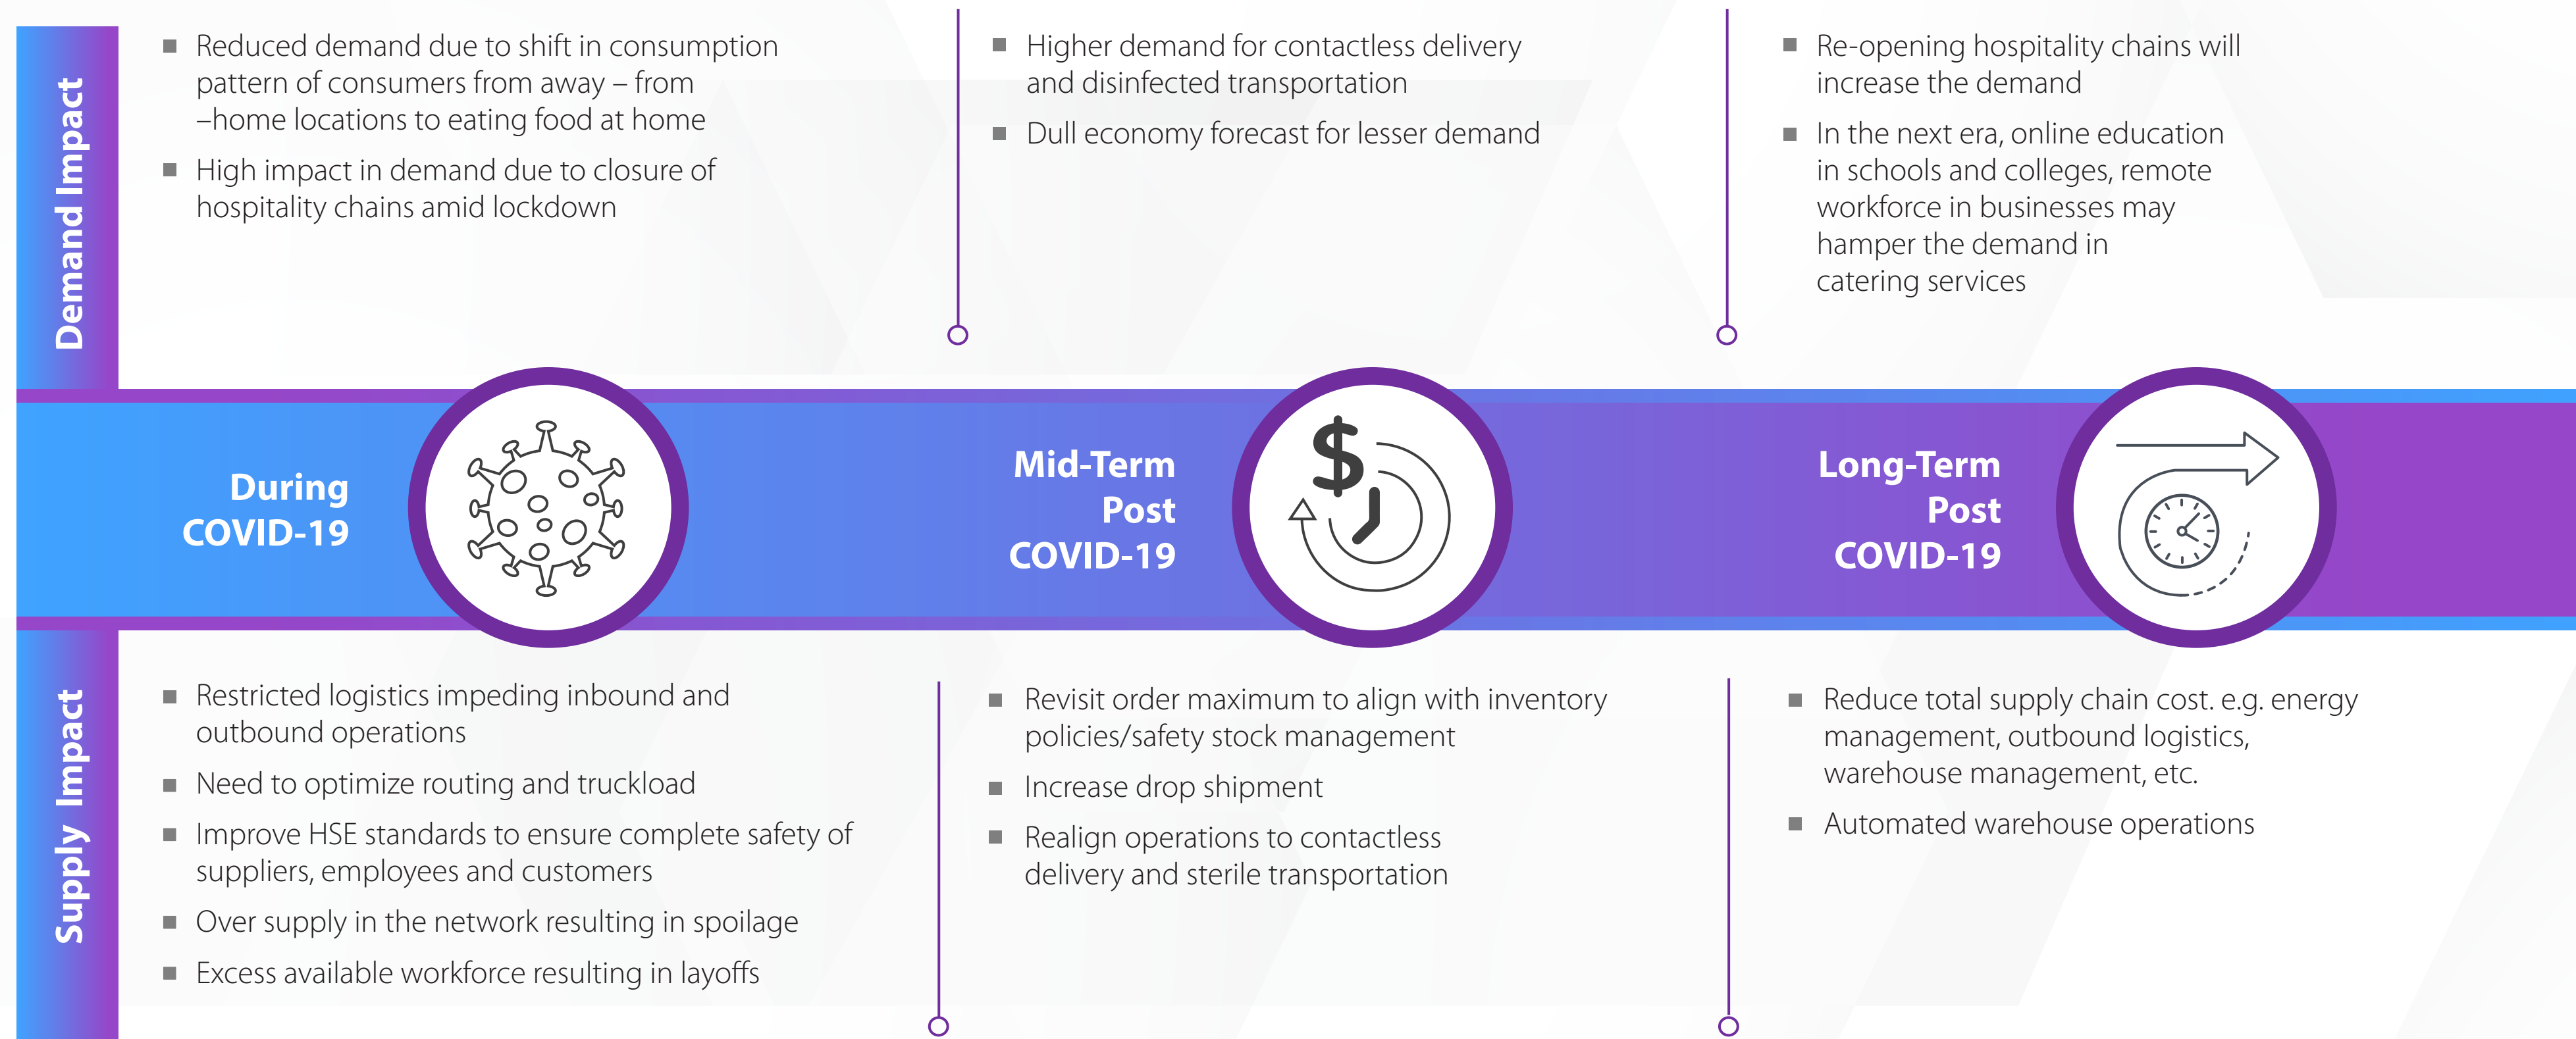 Demand Impact
Reduced demand due to shift in consumption
pattern of consumers from away – from
–home locations to eating food at home
High impact in demand due to closure of
hospitality chains amid lockdown
Higher demand for contactless delivery
and disinfected transportation
Dull economy forecast for lesser demand
Re-opening hospitality chains will
increase the demand
In the next era, online education
in schools and colleges, remote
workforce in businesses may
hamper the demand in
catering services
During
COVID-19
$
Mid-Term
Post
COVID-19
Long-Term
Post
COVID-19
Supply Impact
Restricted logistics impeding inbound and
outbound operations
Need to optimize routing and truckload
Improve HSE standards to ensure complete safety of
suppliers, employees and customers
Over supply in the network resulting in spoilage
Excess available workforce resulting in layoffs
Revisit order maximum to align with inventory
policies/safety stock management
Increase drop shipment
Realign operations to contactless
delivery and sterile transportation
Reduce total supply chain cost. e.g. energy
management, outbound logistics,
warehouse management, etc.
Automated warehouse operations